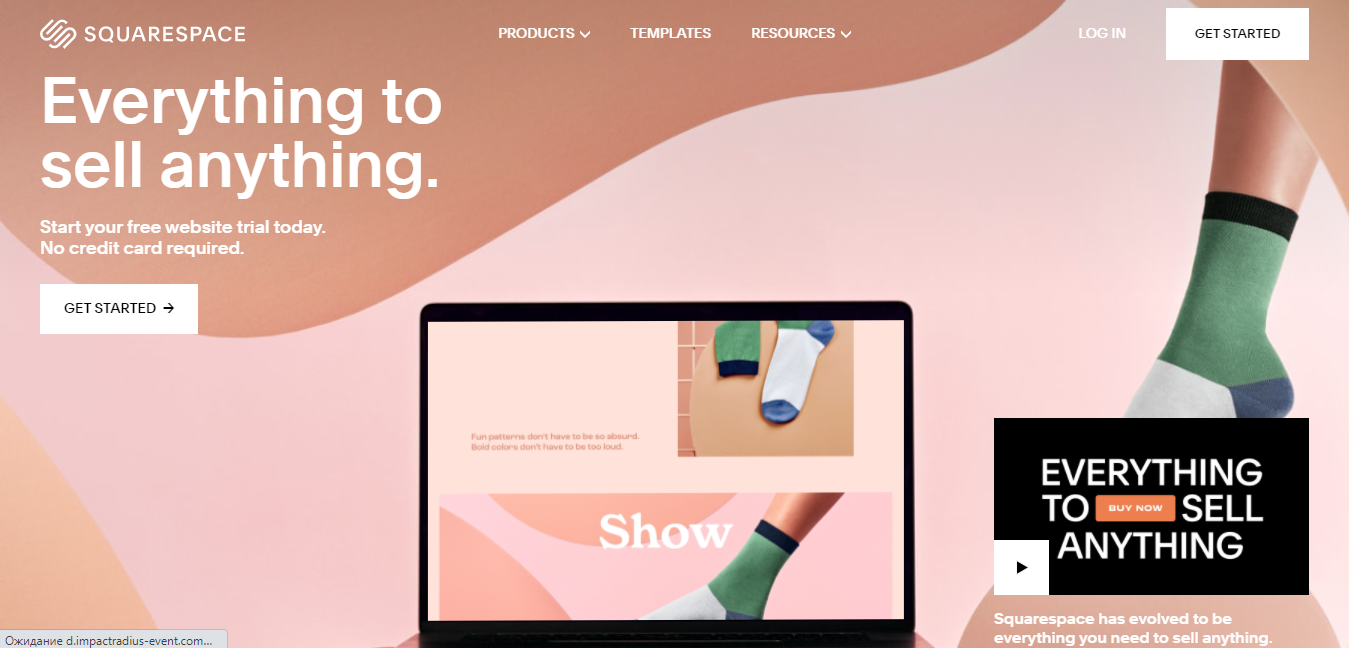 SQUARESPACE
PRODUCTS
TEMPLATES
RESOURCES
LOG IN
GET STARTED
Everything to
sell anything.
Start your free website trial today.
No credit card required.
GET STARTED →
Fun patterns don't have to be so absurd.
Bold colors don't have to be too loud.
Show
EVERYTHING
TO BUY NOW SELL
ANYTHING
Squarespace has evolved to be
everything you need to sell anything.
Ожидание d.impactradius-event.com...